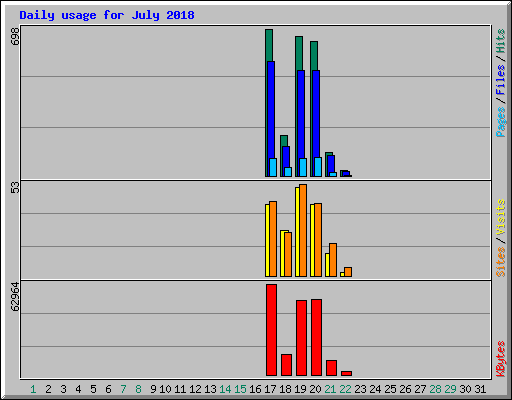 Daily usage for July 2018
698
Pages/Files/Hits
53
Sites/Visits
62964
KBytes
1 2 3 4 5 6 7 8 9 10 11 12 13 14 15 16 17 18 19 20 21 22 23 24 25 26 27 28 29 30 31